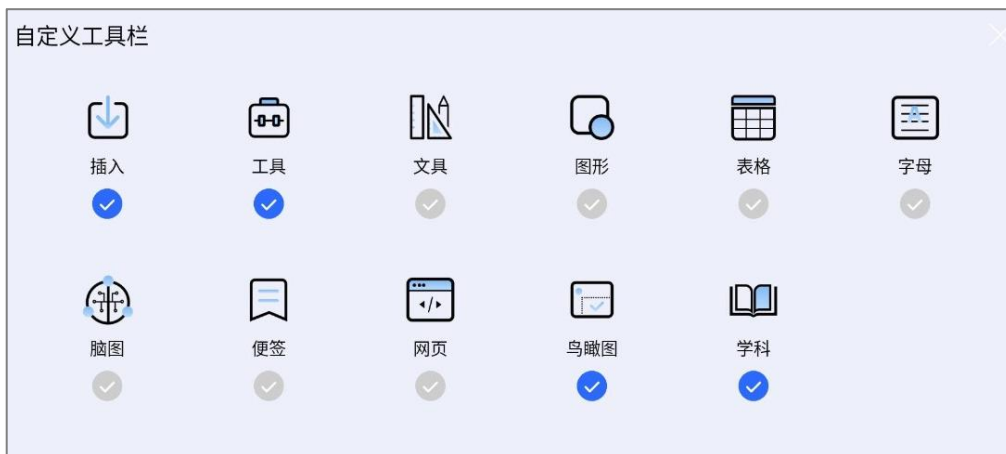 自定义工具栏
插入 工具 文具 图形 表格 字母
脑图 便签 网页 鸟瞰图 学科